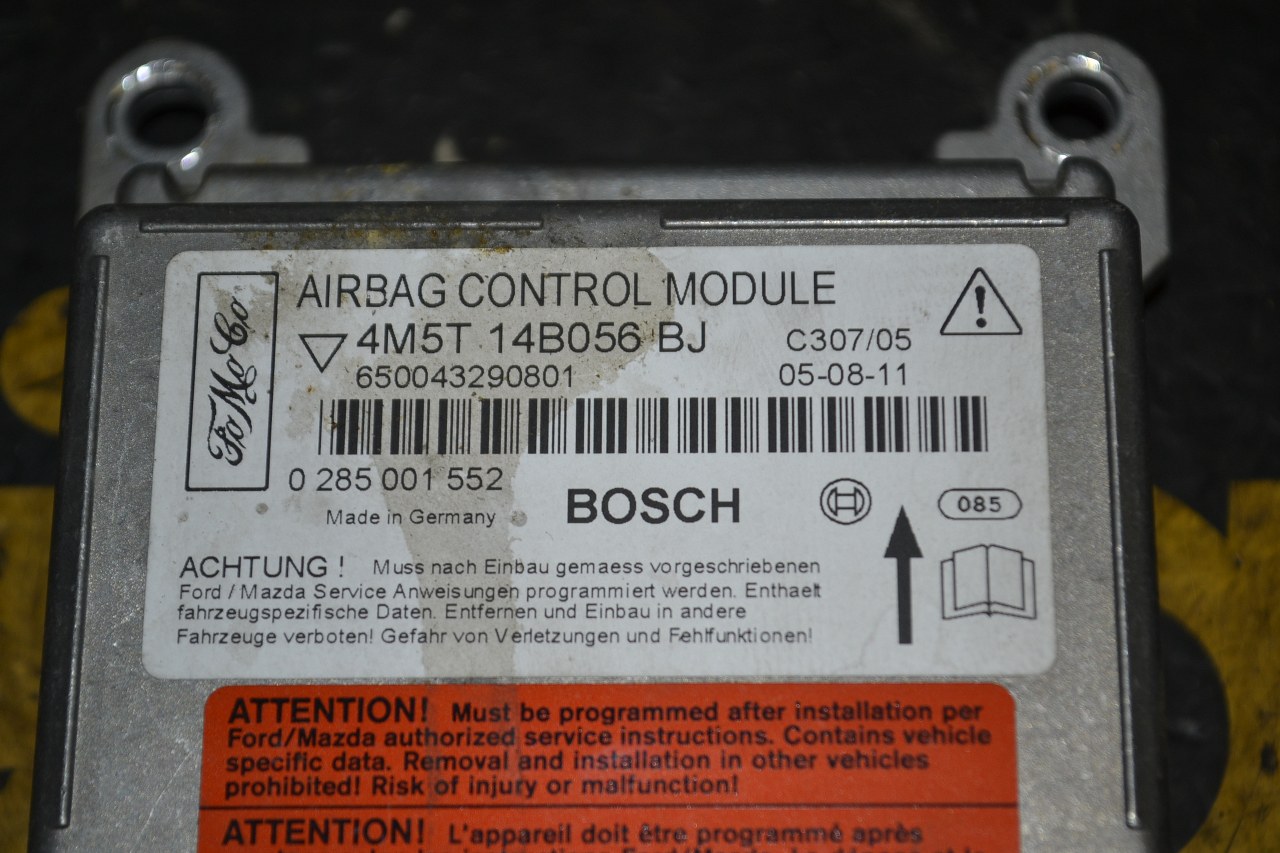 FoMoCo
AIRBAG CONTROL MODULE
4M5T 14B056 BJ C307/05
650043290801 05-08-11
0 285 001 552
Made in Germany BOSCH 085
ACHTUNG ! Muss nach Einbau gemaess vorgeschriebenen
Ford / Mazda Service Anweisungen programmiert werden. Enthaelt
fahrzeugspezifische Daten. Entfernen und Einbau in andere
Fahrzeuge verboten! Gefahr von Verletzungen und Fehlfunktionen!
ATTENTION! Must be programmed after installation per
Ford/Mazda authorized service instructions. Contains vehicle
specific data. Removal and installation in other vehicles
prohibited! Risk of injury or malfunction!
ATTENTION! L'appareil doit être programmé après